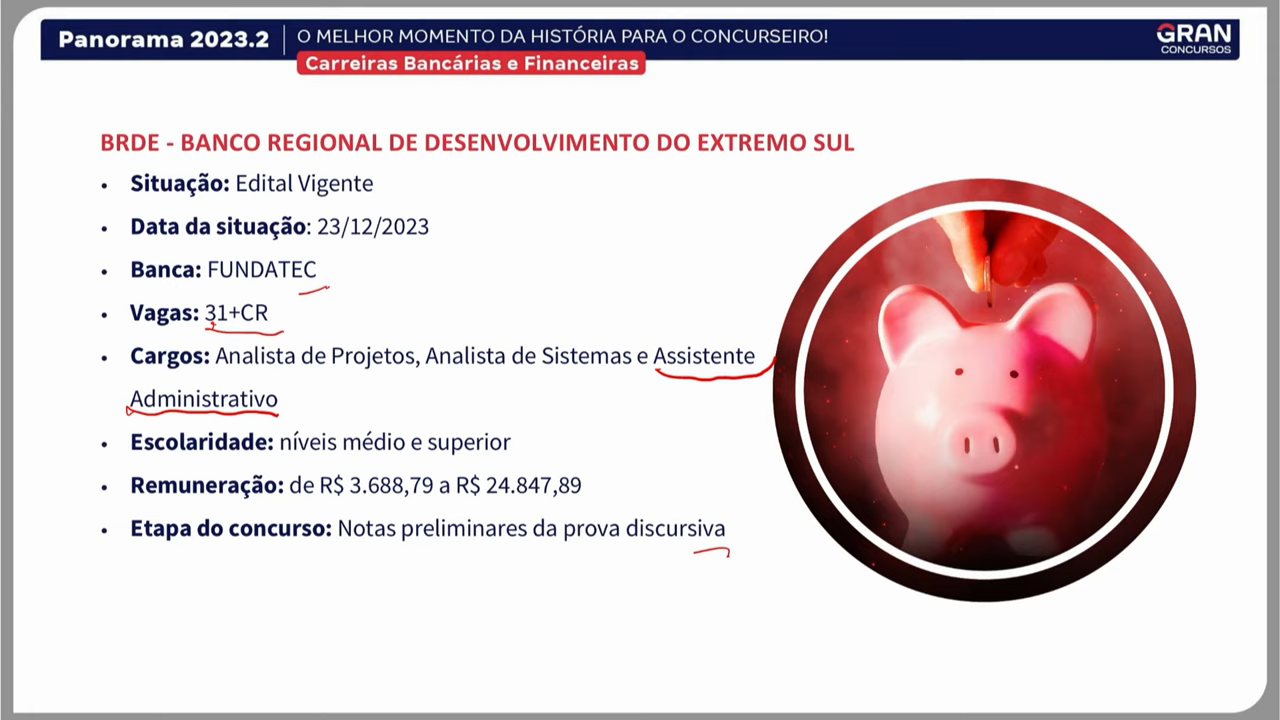 Panorama 2023.2
O MELHOR MOMENTO DA HISTÓRIA PARA O CONCURSEIRO!
Carreiras Bancárias e Financeiras
GRAN
CONCURSOS
BRDE - BANCO REGIONAL DE DESENVOLVIMENTO DO EXTREMO SUL
• Situação: Edital Vigente
• Data da situação: 23/12/2023
• Banca: FUNDATEC
• Vagas: 31+CR
• Cargos: Analista de Projetos, Analista de Sistemas e Assistente
Administrativo
• Escolaridade: níveis médio e superior
• Remuneração: de R$ 3.688,79 a R$ 24.847,89
• Etapa do concurso: Notas preliminares da prova discursiva